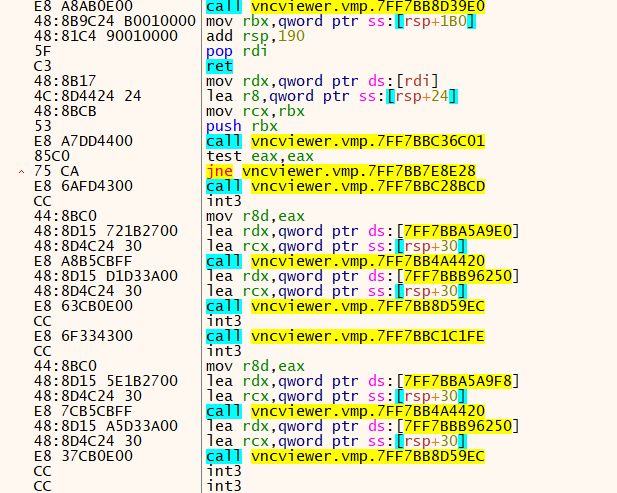 E8 A8AB0E00 call vncviewer.vmp.7FF7BB8D39E0
48:8B9C24 B0010000 mov rbx,qword ptr ss:[rsp+1B0]
48:81C4 90010000 add rsp,190
5F pop rdi
C3 ret
48:8B17 mov rdx,qword ptr ds:[rdi]
4C:8D4424 24 lea r8,qword ptr ss:[rsp+24]
48:8BCB mov rcx,rbx
53 push rbx
E8 A7DD4400 call vncviewer.vmp.7FF7BBC36C01
85C0 test eax,eax
75 CA jne vncviewer.vmp.7FF7BB7E8E28
E8 6AFD4300 call vncviewer.vmp.7FF7BBC28BCD
CC int3
44:8BC0 mov r8d,eax
48:8D15 721B2700 lea rdx,qword ptr ds:[7FF7BBA5A9E0]
48:8D4C24 30 lea rcx,qword ptr ss:[rsp+30]
E8 A8B5CBFF call vncviewer.vmp.7FF7BB4A4420
48:8D15 D1D33A00 lea rdx,qword ptr ds:[7FF7BBB96250]
48:8D4C24 30 lea rcx,qword ptr ss:[rsp+30]
E8 63CB0E00 call vncviewer.vmp.7FF7BB8D59EC
CC int3
E8 6F334300 call vncviewer.vmp.7FF7BBC1C1FE
CC int3
44:8BC0 mov r8d,eax
48:8D15 5E1B2700 lea rdx,qword ptr ds:[7FF7BBA5A9F8]
48:8D4C24 30 lea rcx,qword ptr ss:[rsp+30]
E8 7CB5CBFF call vncviewer.vmp.7FF7BB4A4420
48:8D15 A5D33A00 lea rdx,qword ptr ds:[7FF7BBB96250]
48:8D4C24 30 lea rcx,qword ptr ss:[rsp+30]
E8 37CB0E00 call vncviewer.vmp.7FF7BB8D59EC
CC int3
CC int3